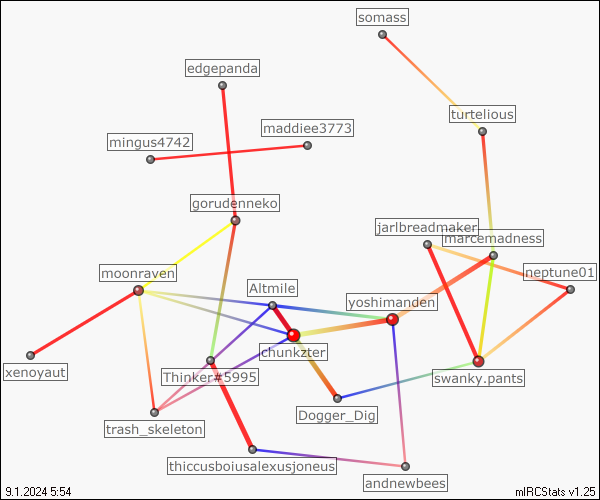 somass
edgepanda
turtelious
maddiee3773
mingus4742
gorudenneko
jarlbreadmaker
marcemadness
moonraven
neptune01
Altmile
yoshimanden
chunkzter
xenoyaut
Thinker#5995
swanky.pants
Dogger_Dig
trash_skeleton
thiccusboiusalexusjoneus
andnewbees
9.1.2024 5:54
mIRCStats v1.25